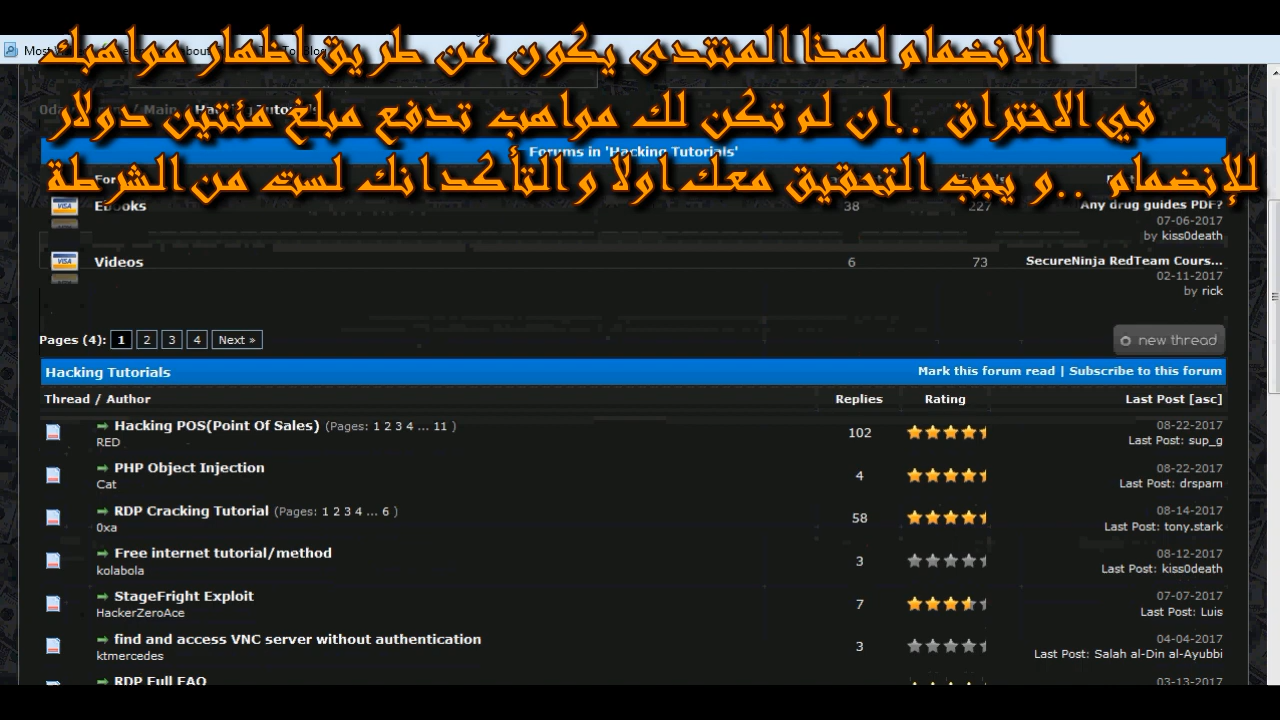 الانضمام لهذا المنتدى يكون عن طريق اظهار مواهبك
في الاختراق ..ان لم تكن لك مواهب تدفع مبلغ مئتين دولار
للإنضمام ..و يجب التحقيق معك اولا و التأكد انك لست من الشرطة
Forums in 'Hacking Tutorials'
Ebooks 38 227 Any drug guides PDF?
07-06-2017
by kiss0death
Videos 6 73 SecureNinja RedTeam Cours...
02-11-2017
by rick
Pages (4): 1 2 3 4 Next » new thread
Hacking Tutorials Mark this forum read | Subscribe to this forum
Thread / Author Replies Rating Last Post [asc]
Hacking POS(Point Of Sales) (Pages: 1 2 3 4 ... 11 ) 102 08-22-2017
RED Last Post: sup_g
PHP Object Injection 4 08-22-2017
Cat Last Post: drspam
RDP Cracking Tutorial (Pages: 1 2 3 4 ... 6 ) 58 08-14-2017
0xa Last Post: tony.stark
Free internet tutorial/method 3 08-12-2017
kolabola Last Post: kiss0death
StageFright Exploit 7 07-07-2017
HackerZeroAce Last Post: Luis
find and access VNC server without authentication 3 04-04-2017
ktmercedes Last Post: Salah al-Din al-Ayubbi
RDP Full FAQ 03-13-2017